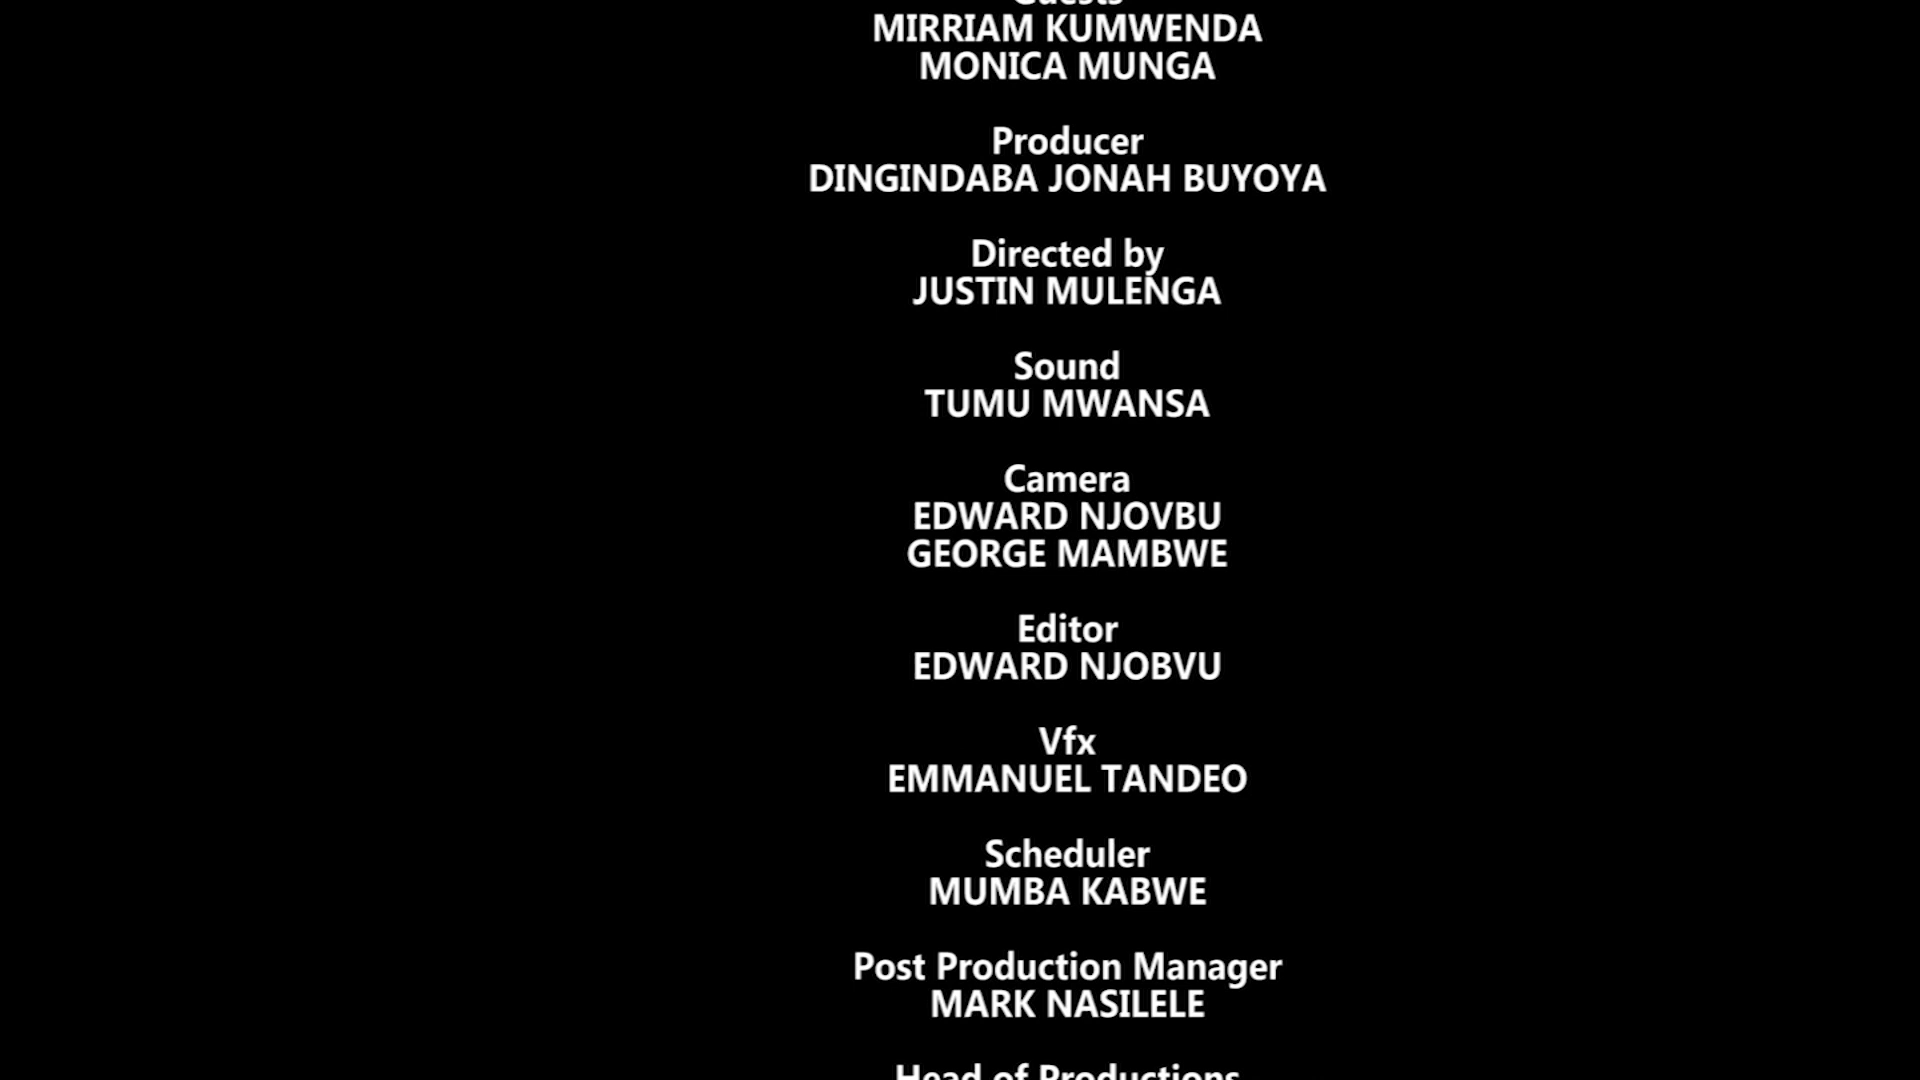 Guests
MIRRIAM KUMWENDA
MONICA MUNGA
Producer
DINGINDABA JONAH BUYOYA
Directed by
JUSTIN MULENGA
Sound
TUMU MWANSA
Camera
EDWARD NJOVBU
GEORGE MAMBWE
Editor
EDWARD NJOBVU
Vfx
EMMANUEL TANDEO
Scheduler
MUMBA KABWE
Post Production Manager
MARK NASILELE
Head of Productions